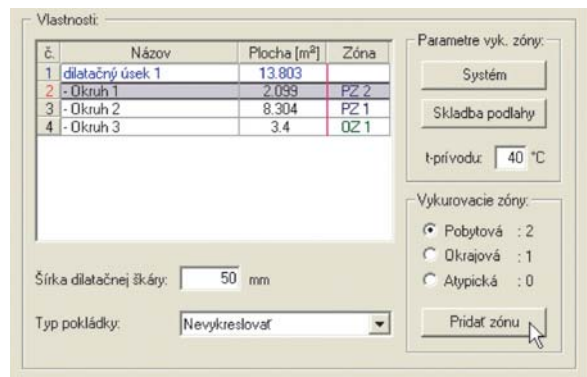 Vlastnosti:
č. Názov Plocha [m²] Zóna
1 dilatačný úsek 1 13.803
2 - Okruh 1 2.099 PZ 2
3 - Okruh 2 8.304 PZ 1
4 - Okruh 3 3.4 OZ 1
Šírka dilatačnej škáry: 50 mm
Typ pokládky: Nevykreslovať
Parametre vyk. zóny:
Systém
Skladba podlahy
t-prívodu: 40 °C
Vykurovacie zóny:
Pobytová : 2
Okrajová : 1
Atypická : 0
Pridať zónu